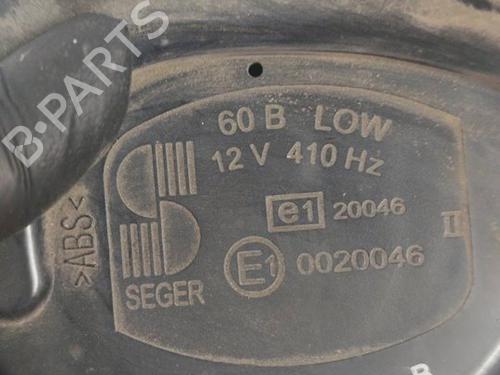 B-Parts
60 B LOW
12 V 410 Hz
e1 20046
II
E1 0020046
SEGER
>ABS<
B